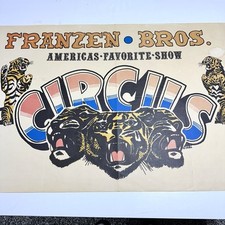 FRANZEN • BROS.
AMERICAS•FAVORITE•SHOW
CIRCUS